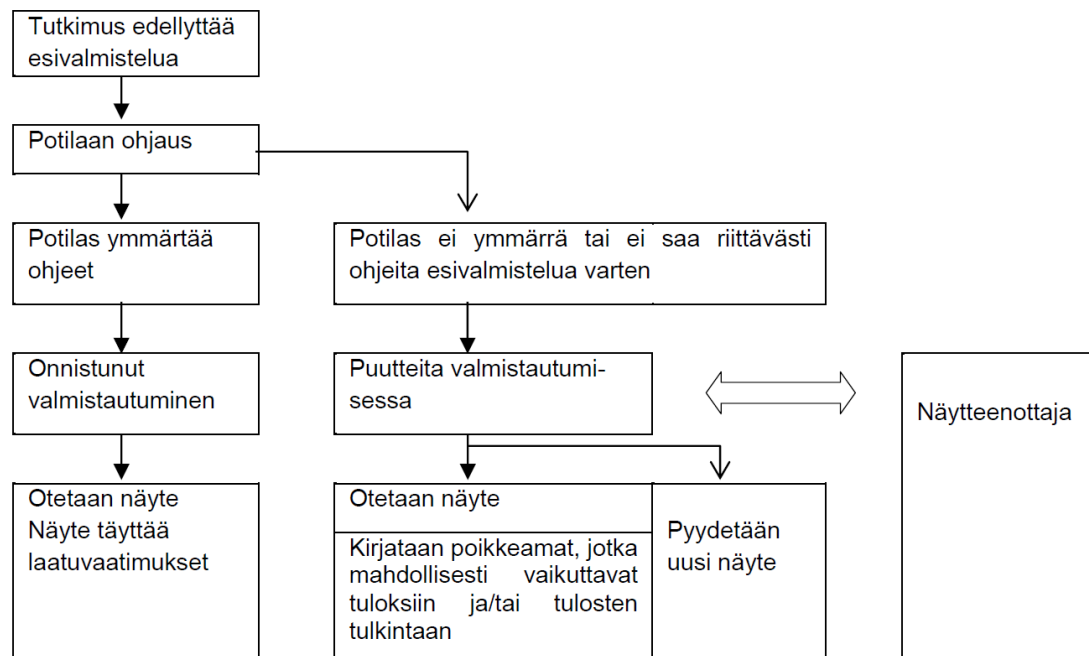 Tutkimus edellyttää
esivalmistelua
Potilaan ohjaus
Potilas ymmärtää
ohjeet
Potilas ei ymmärrä tai ei saa riittävästi
ohjeita esivalmistelua varten
Onnistunut
valmistautuminen
Puutteita valmistautumi-
sessa
Näytteenottaja
Otetaan näyte
Näyte täyttää
laatuvaatimukset
Otetaan näyte
Kirjataan poikkeamat, jotka
mahdollisesti vaikuttavat
tuloksiin ja/tai tulosten
tulkintaan
Pyydetään
uusi näyte